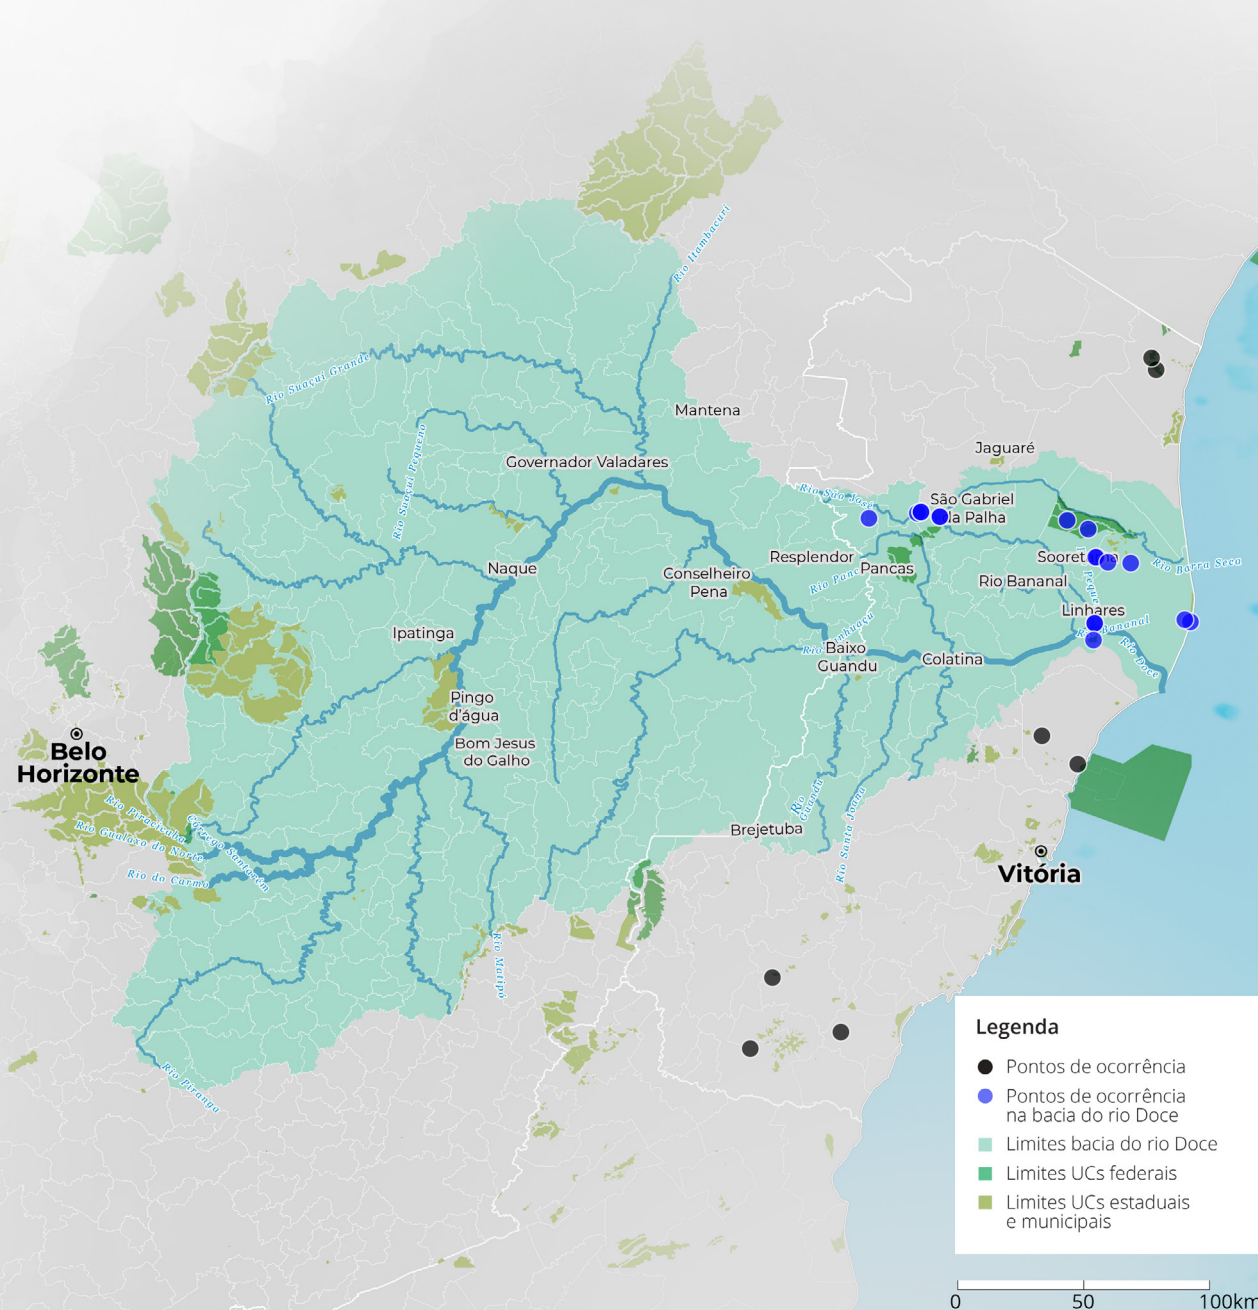 Rio Itambacuri
Rio Suaçuí Grande
Mantena
Rio Suaçuí Pequeno
Jaguaré
Governador Valadares
Rio São José
São Gabriel
da Palha
Naque
Conselheiro
Pena
Resplendor
Pancas
Rio Bananal
Rio Barra Seco
Linhares
Ipatinga
Baixo
Guandu
Colatina
Rio Doce
Pingo
d'água
Bom Jesus
do Galho
Belo
Horizonte
Rio Piracicaba
Rio Gualaxo do Norte
Córrego Santarém
Rio do Carmo
Rio
Guandu
Rio Santa Joana
Brejetuba
Vitória
Rio Matipó
Rio Piranga
Legenda
Pontos de ocorrência
Pontos de ocorrência
na bacia do rio Doce
Limites bacia do rio Doce
Limites UCs federais
Limites UCs estaduais
e municipais
0 50 100km